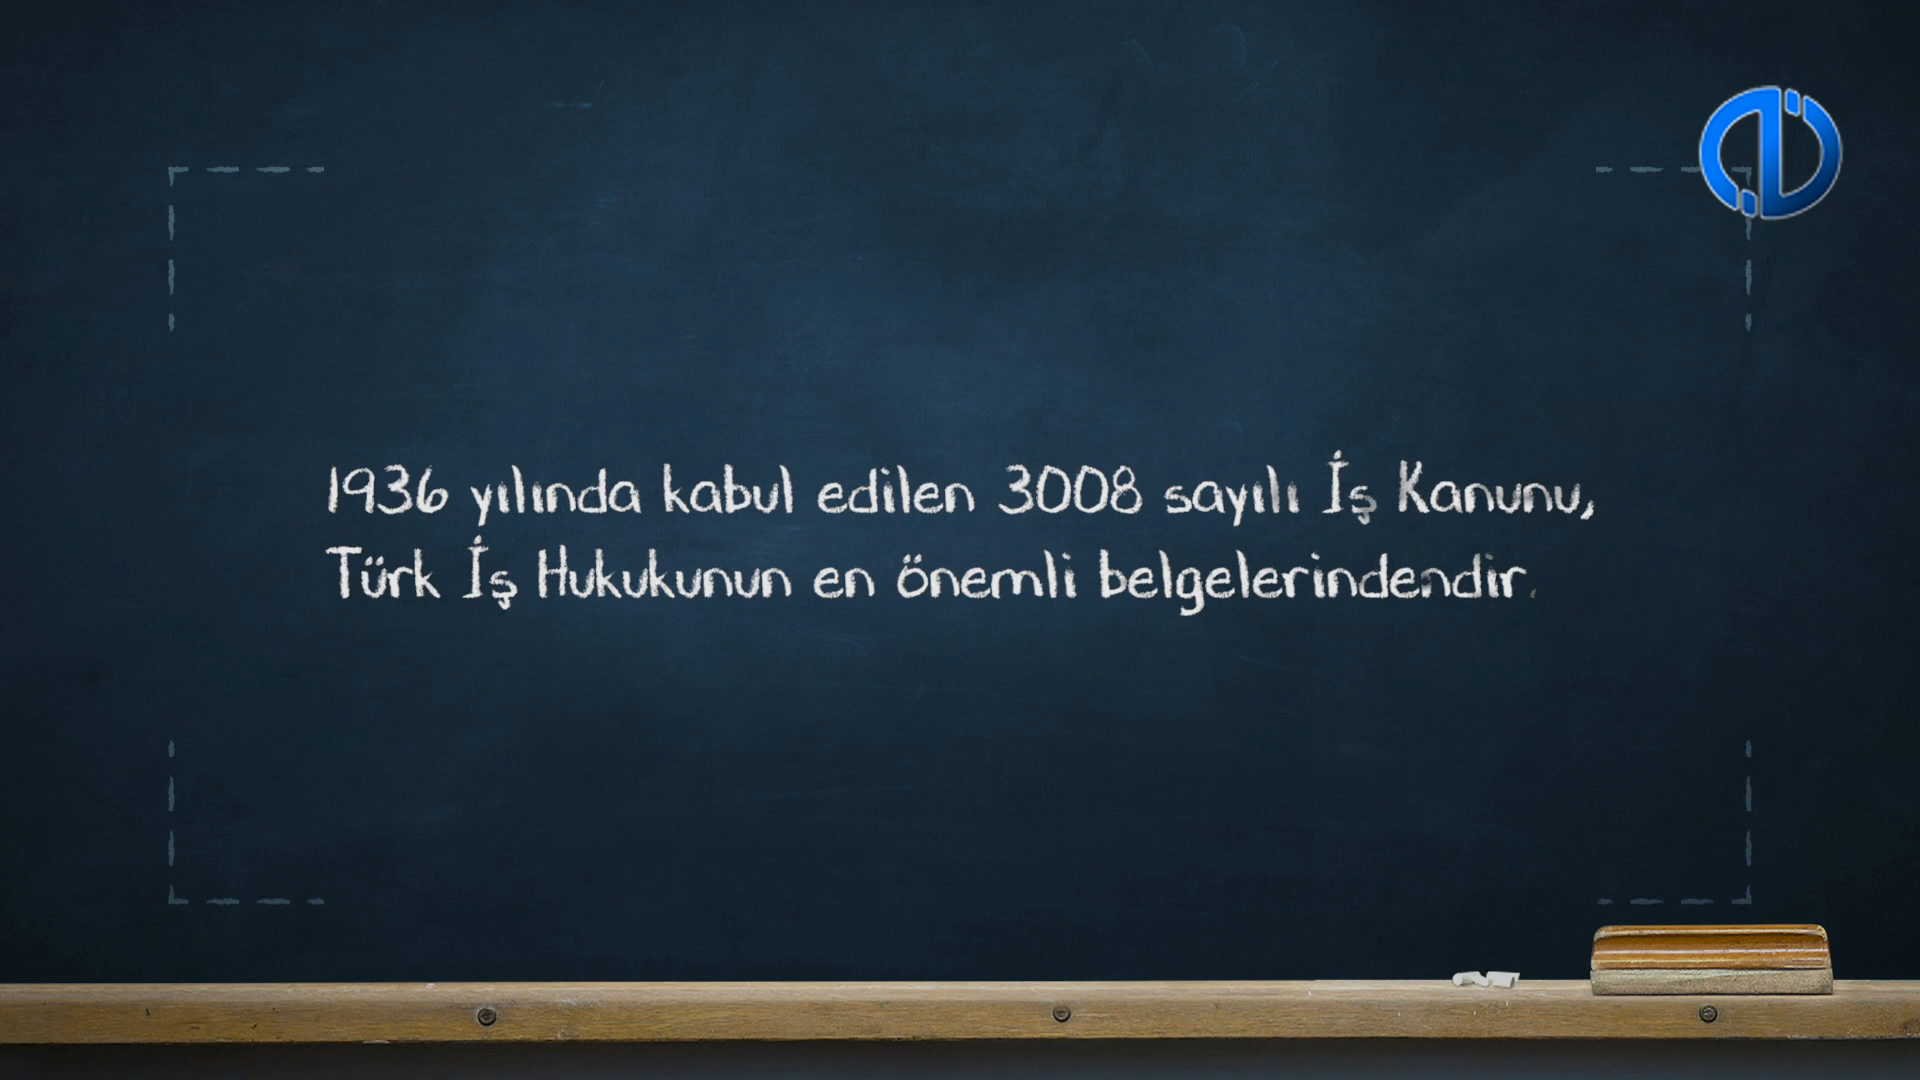 1936 yılında kabul edilen 3008 sayılı İş Kanunu,
Türk İş Hukukunun en önemli belgelerindendir.